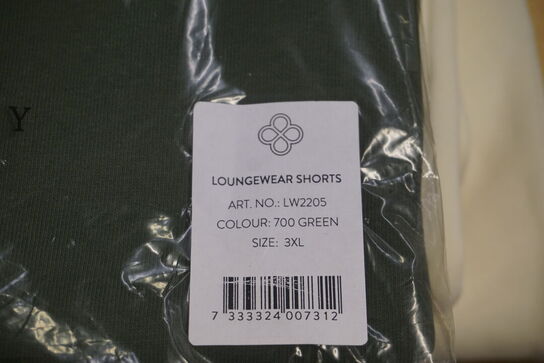 Y
LOUNGEWEAR SHORTS
ART. NO.: LW2205
COLOUR: 700 GREEN
SIZE: 3XL
7 333324 007312